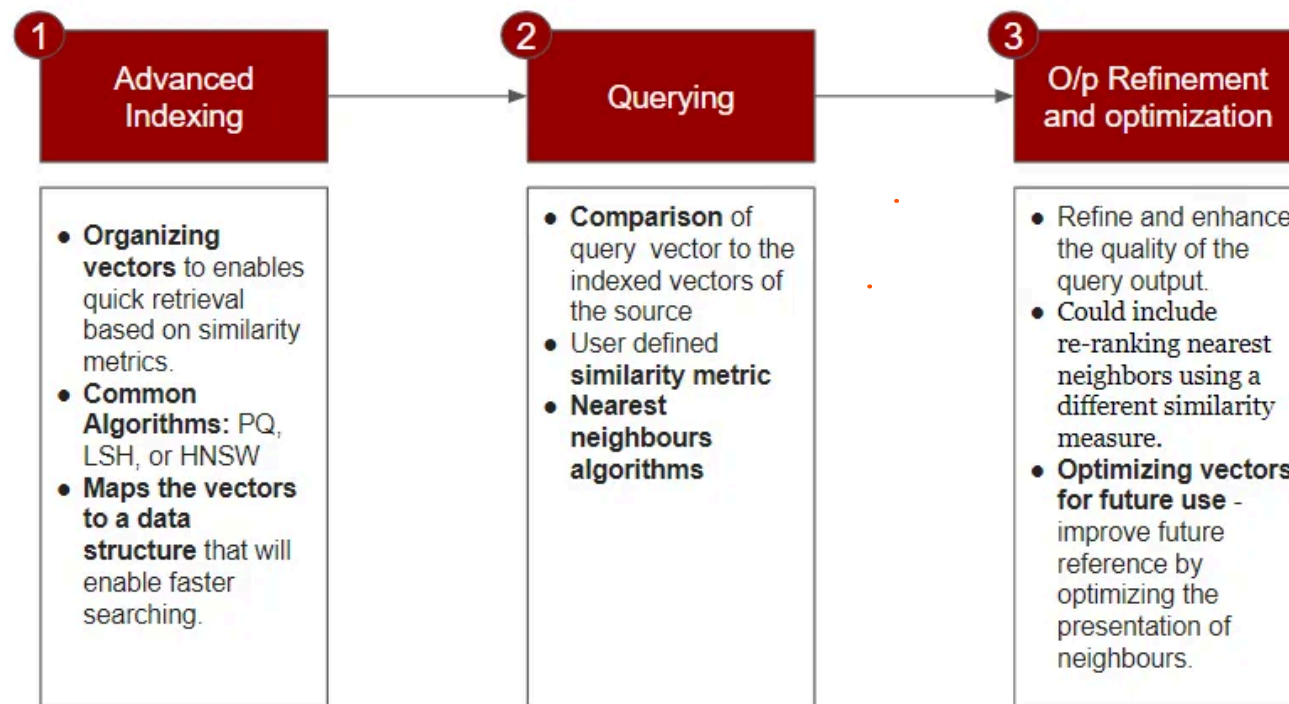 1
Advanced
Indexing
● Organizing
vectors to enables
quick retrieval
based on similarity
metrics.
● Common
Algorithms: PQ,
LSH, or HNSW
● Maps the vectors
to a data
structure that will
enable faster
searching.
2
Querying
● Comparison of
query vector to the
indexed vectors of
the source
● User defined
similarity metric
● Nearest
neighbours
algorithms
3
O/p Refinement
and optimization
● Refine and enhance
the quality of the
query output.
● Could include
re-ranking nearest
neighbors using a
different similarity
measure.
● Optimizing vectors
for future use -
improve future
reference by
optimizing the
presentation of
neighbours.